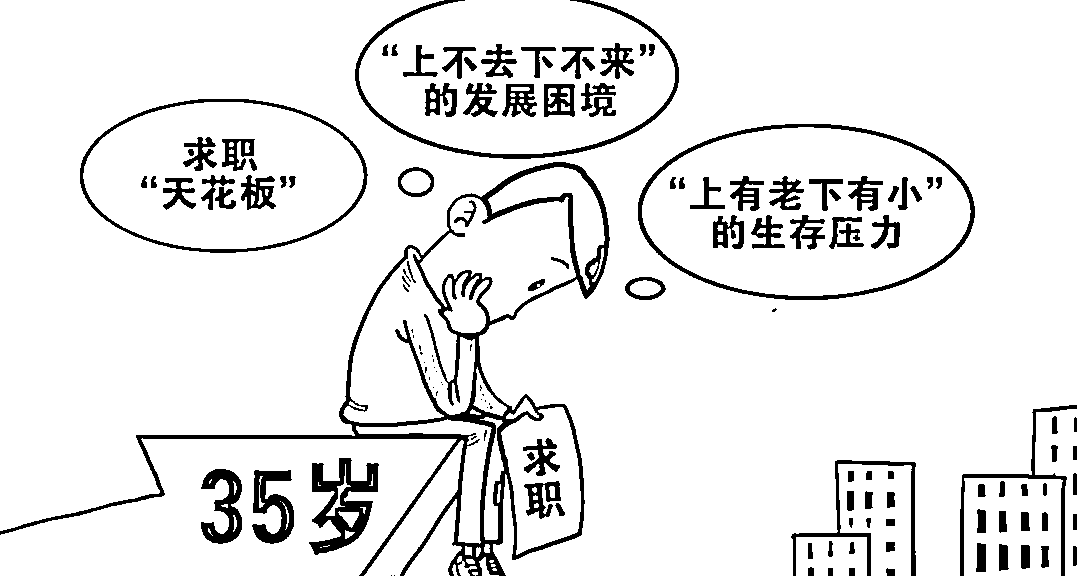 “上不去下不来”
的发展困境
求职
“天花板”
“上有老下有小”
的生存压力
求
职
35岁